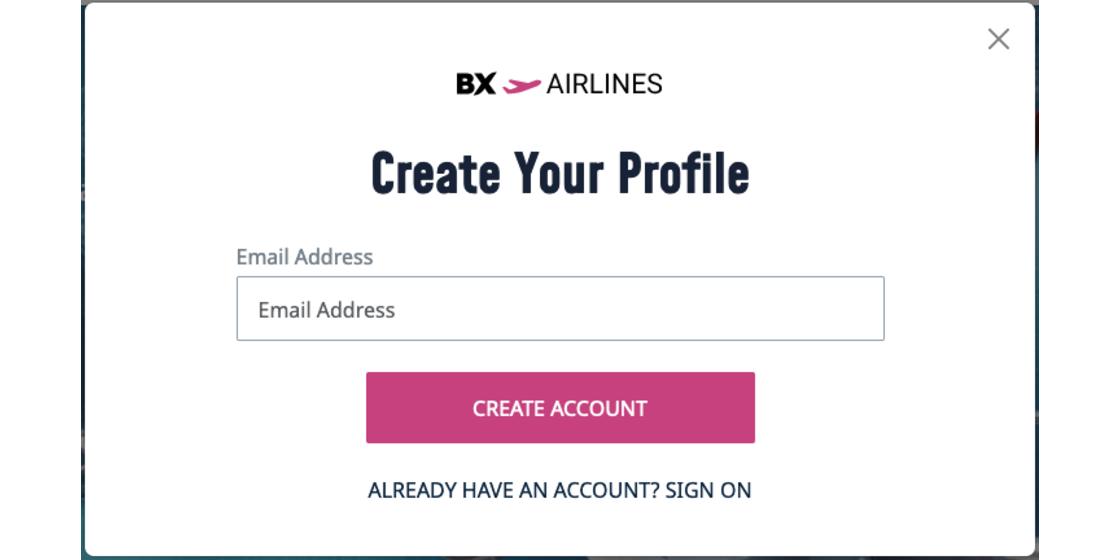 BX AIRLINES
Create Your Profile
Email Address
Email Address
CREATE ACCOUNT
ALREADY HAVE AN ACCOUNT? SIGN ON